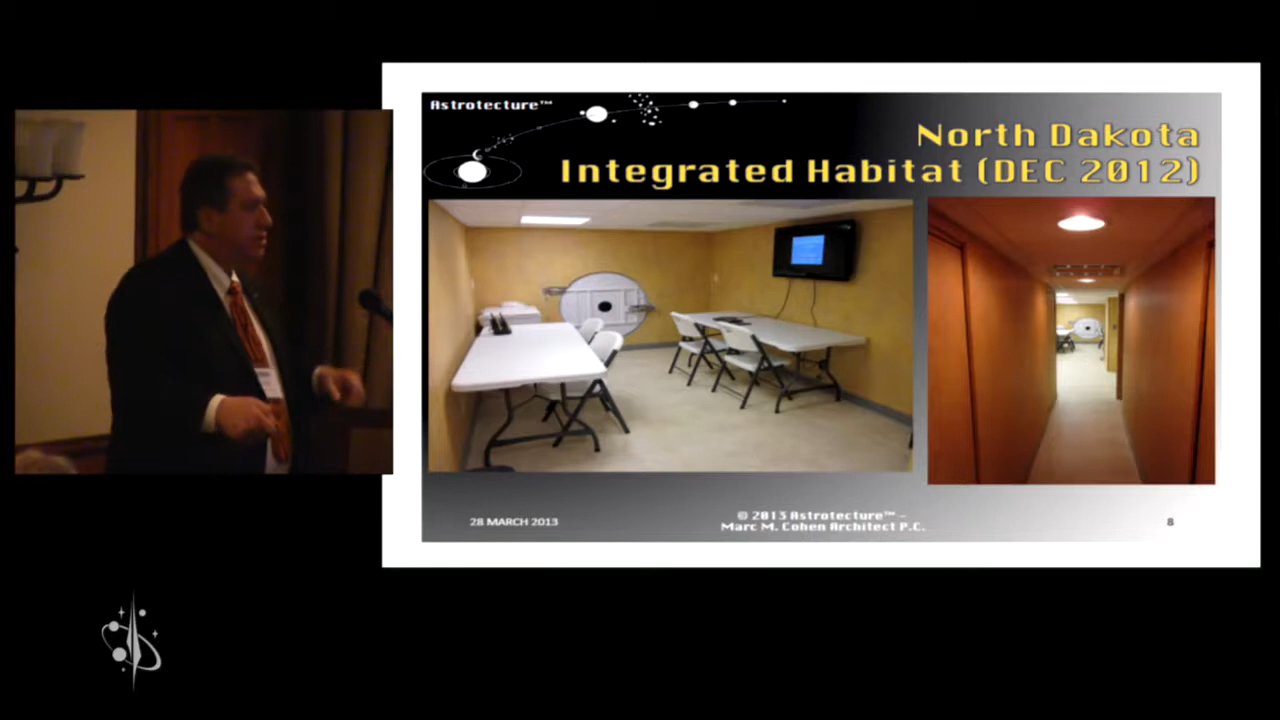 Astrotecture™
North Dakota
Integrated Habitat (DEC 2012)
28 MARCH 2013
© 2013 Astrotecture™ –
Marc M. Cohen Architect P.C.
8